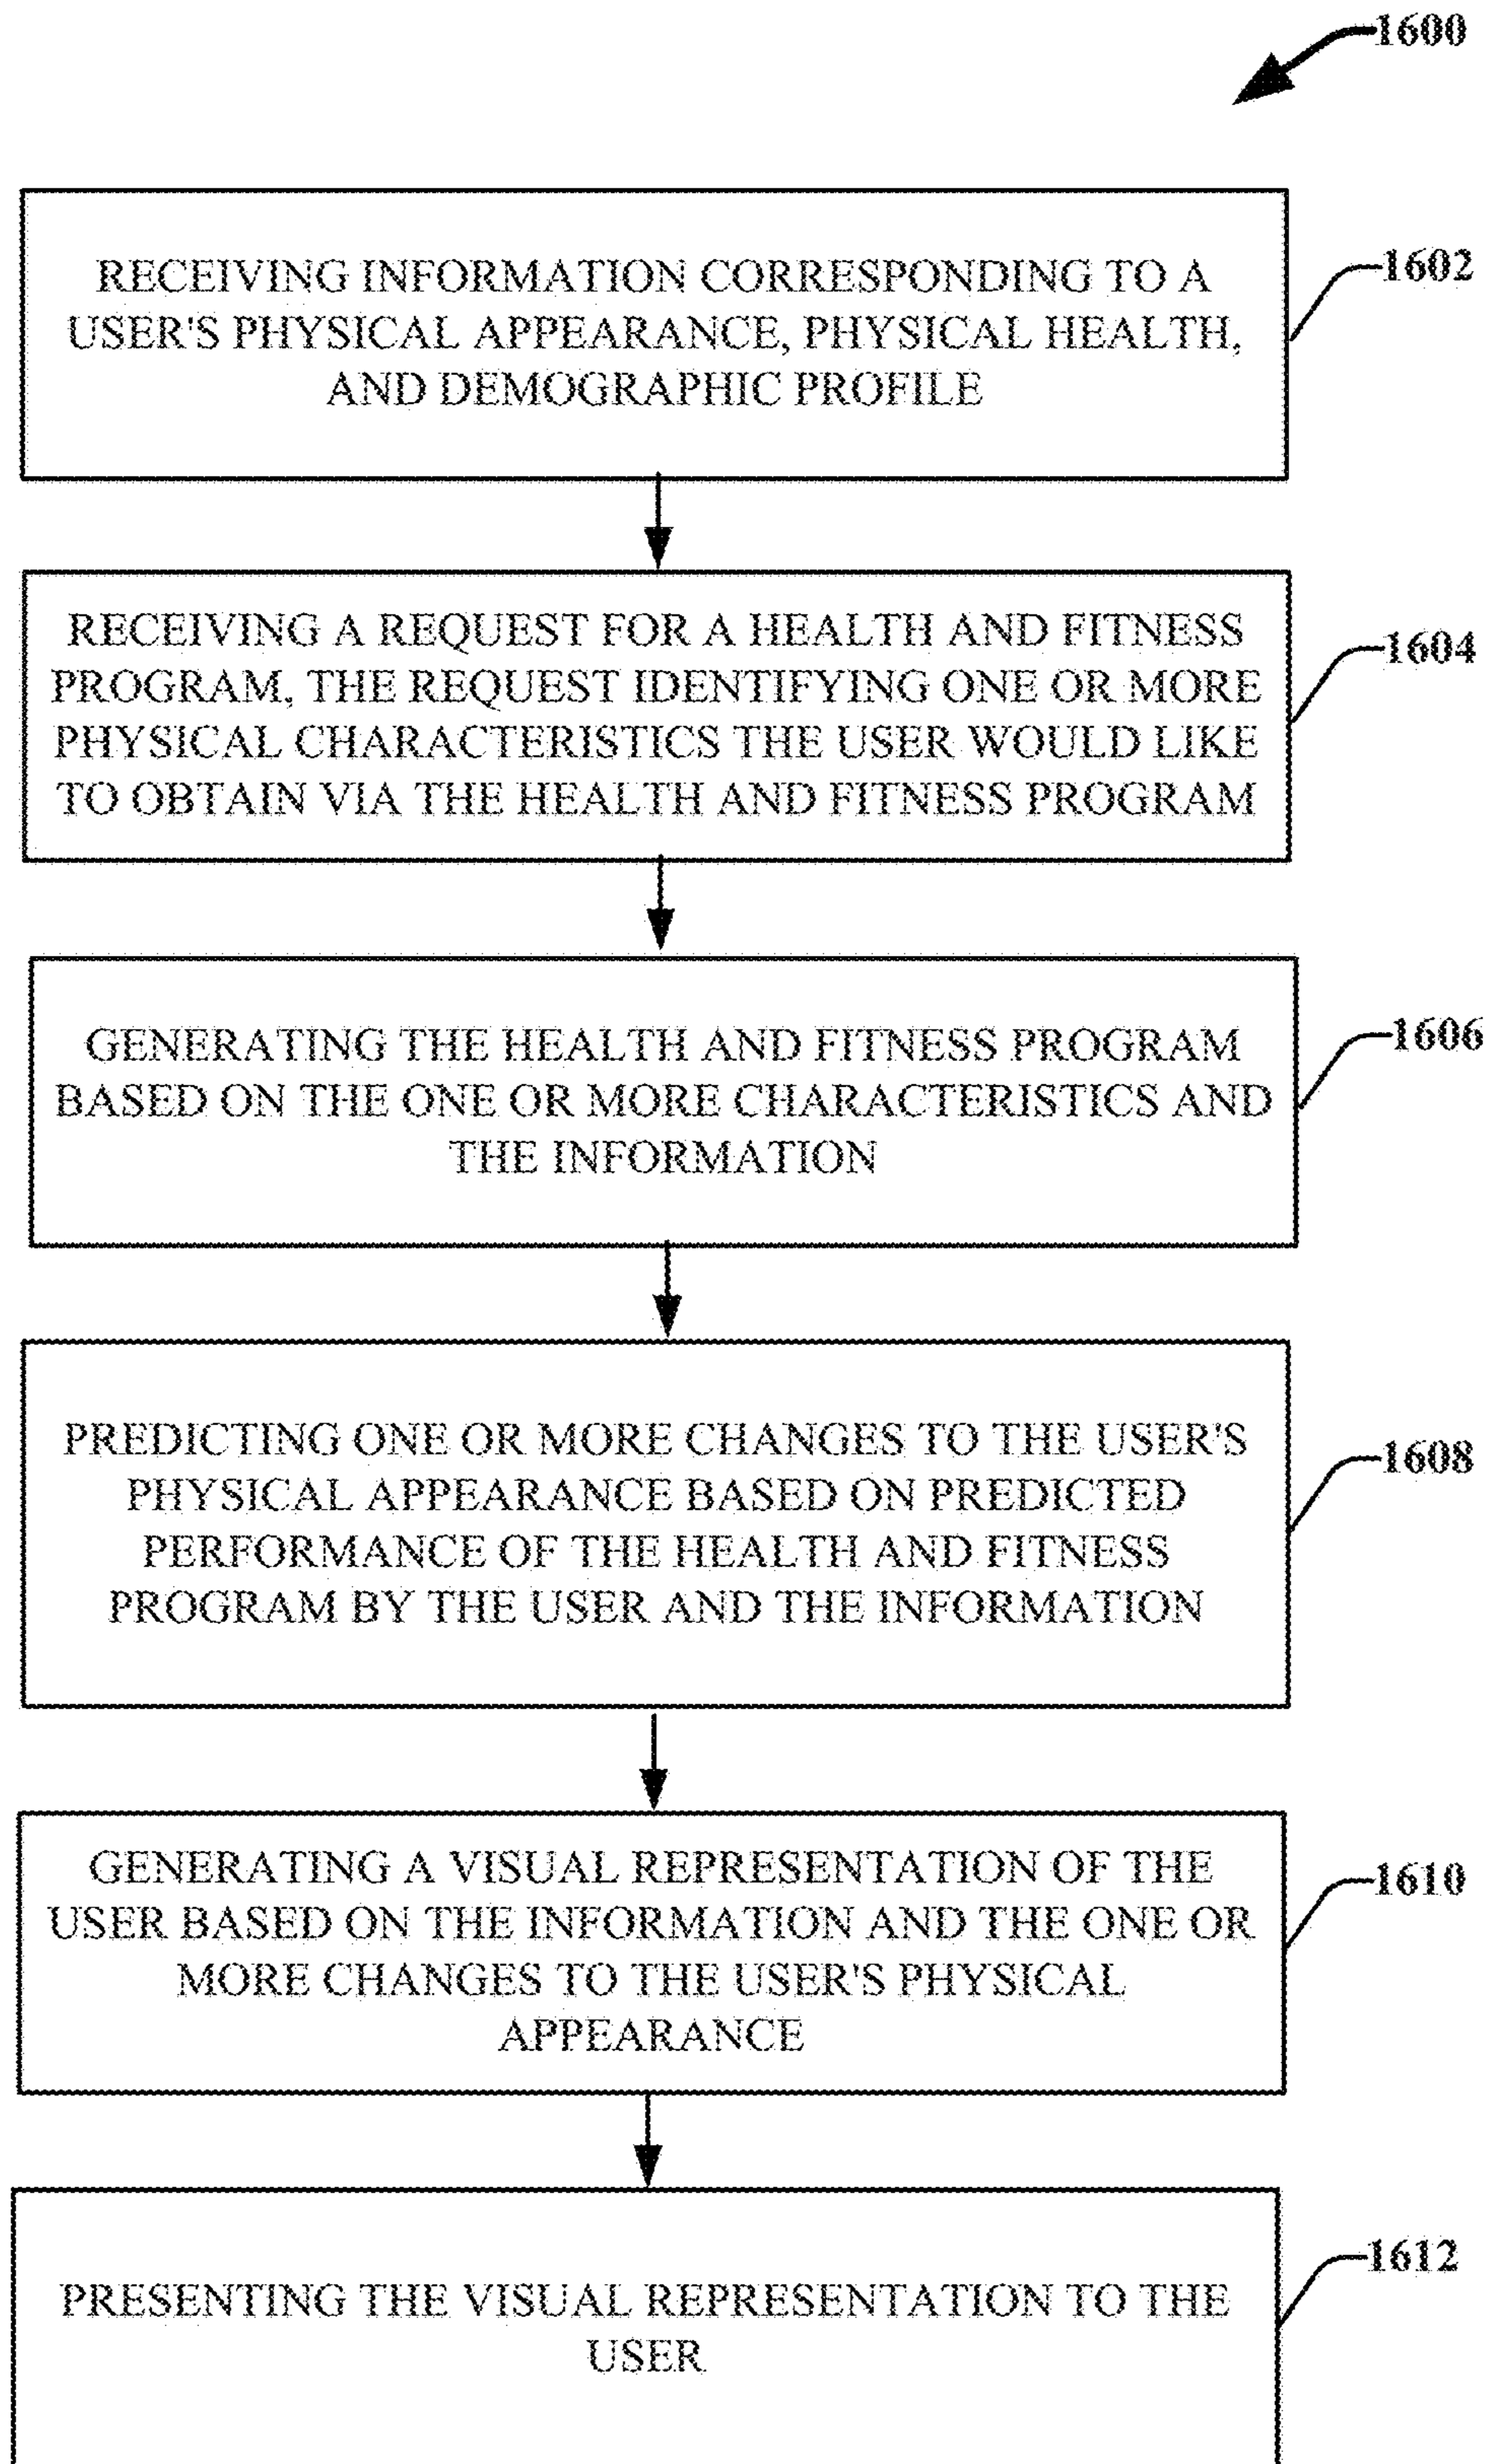 1600
RECEIVING INFORMATION CORRESPONDING TO A
USER'S PHYSICAL APPEARANCE, PHYSICAL HEALTH,
AND DEMOGRAPHIC PROFILE
1602
RECEIVING A REQUEST FOR A HEALTH AND FITNESS
PROGRAM, THE REQUEST IDENTIFYING ONE OR MORE
PHYSICAL CHARACTERISTICS THE USER WOULD LIKE
TO OBTAIN VIA THE HEALTH AND FITNESS PROGRAM
1604
GENERATING THE HEALTH AND FITNESS PROGRAM
BASED ON THE ONE OR MORE CHARACTERISTICS AND
THE INFORMATION
1606
PREDICTING ONE OR MORE CHANGES TO THE USER'S
PHYSICAL APPEARANCE BASED ON PREDICTED
PERFORMANCE OF THE HEALTH AND FITNESS
PROGRAM BY THE USER AND THE INFORMATION
1608
GENERATING A VISUAL REPRESENTATION OF THE
USER BASED ON THE INFORMATION AND THE ONE OR
MORE CHANGES TO THE USER'S PHYSICAL
APPEARANCE
1610
PRESENTING THE VISUAL REPRESENTATION TO THE
USER
1612